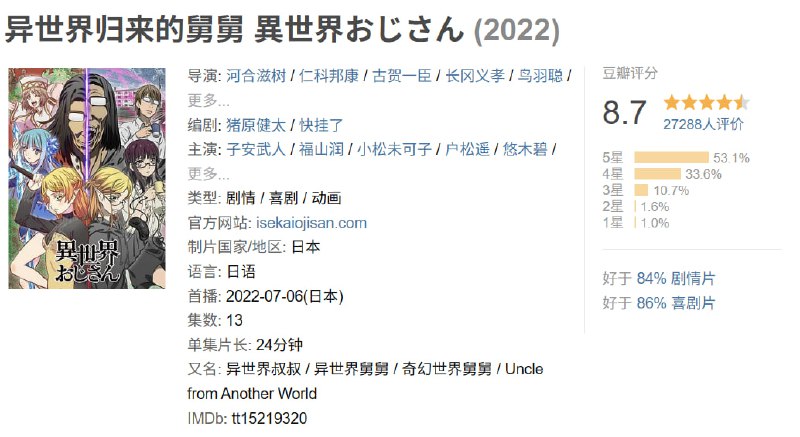 异世界归来的舅舅 異世界おじさん (2022)
異世界
おじさん
导演: 河合滋树 / 仁科邦康 / 古贺一臣 / 长冈义孝 / 鸟羽聪 /
更多...
编剧: 猪原健太 / 快挂了
主演: 子安武人 / 福山润 / 小松未可子 / 户松遥 / 悠木碧 /
更多...
类型: 剧情 / 喜剧 / 动画
官方网站: isekaiojisan.com
制片国家/地区: 日本
语言: 日语
首播: 2022-07-06(日本)
集数: 13
单集片长: 24分钟
又名: 异世界叔叔 / 异世界舅舅 / 奇幻世界舅舅 / Uncle
from Another World
IMDb: tt15219320
豆瓣评分
8.7
27288人评价
5星 53.1%
4星 33.6%
3星 10.7%
2星 1.6%
1星 1.0%
好于 84% 剧情片
好于 86% 喜剧片